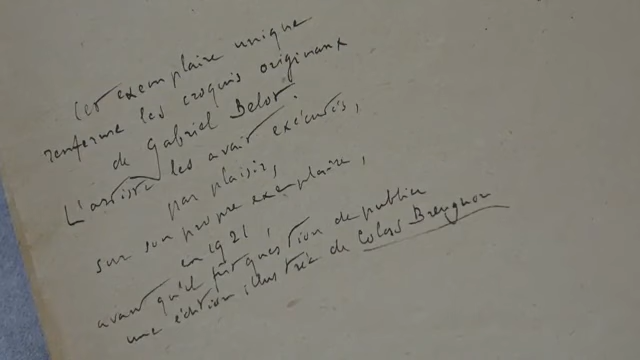 Cet exemplaire unique
renferme les croquis originaux
de Gabriel Belot.
L'artiste les avait exécutés,
par plaisir,
sur son propre exemplaire,
en 1921,
avant qu'il fût question de publier
une édition illustrée de Colas Breugnon